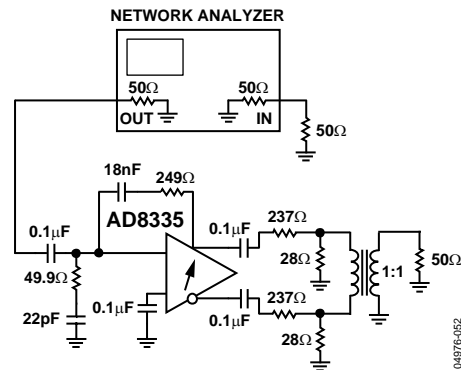 NETWORK ANALYZER
50Ω
50Ω
OUT
IN
50Ω
18nF
249Ω
AD8335
0.1μF
0.1μF
237Ω
49.9Ω
28Ω
1:1
50Ω
0.1μF
237Ω
22pF
0.1μF
28Ω
04976-052